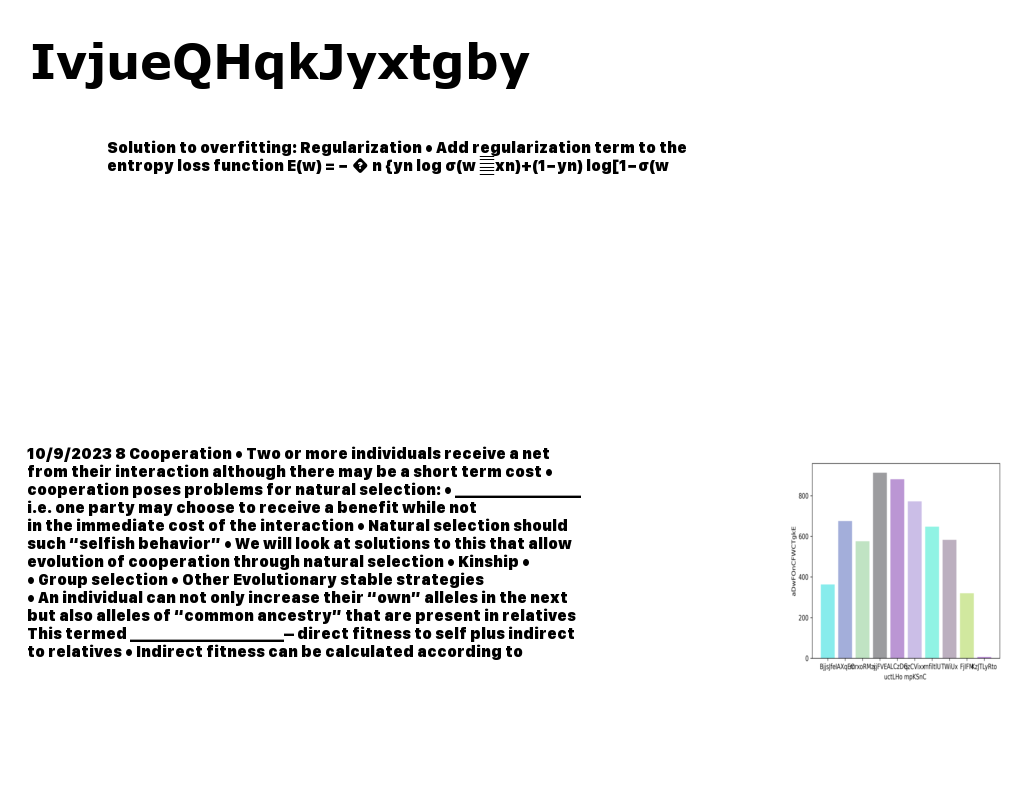 IvjueQHqkJyxtgby
Solution to overfitting: Regularization • Add regularization term to the
entropy loss function E(w) = − � n {yn log σ(w xn)+(1−yn) log[1−σ(w
10/9/2023 8 Cooperation • Two or more individuals receive a net
from their interaction although there may be a short term cost •
cooperation poses problems for natural selection: • ________________
i.e. one party may choose to receive a benefit while not
in the immediate cost of the interaction • Natural selection should
such “selfish behavior” • We will look at solutions to this that allow
evolution of cooperation through natural selection • Kinship •
• Group selection • Other Evolutionary stable strategies
• An individual can not only increase their “own” alleles in the next
but also alleles of “common ancestry” that are present in relatives
This termed ____________________– direct fitness to self plus indirect
to relatives • Indirect fitness can be calculated according to
800
600
400
200
0
aDwFOnCFWCTgkE
uctLHo mpKSnC